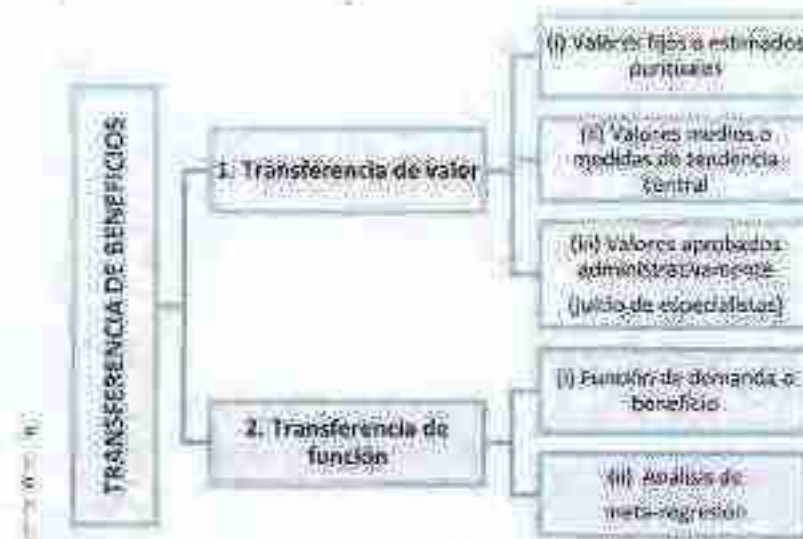 TRANSFERENCIA DE BENEFICIOS
1. Transferencia de valor
(i) Valores fijos o estimados
puntuales
(ii) Valores medios o
medidas de tendencia
central
(iii) Valores aprobados
administrativamente
(juicio de especialistas)
2. Transferencia de
función
(i) Función de demanda o
beneficio
(ii) Análisis de
meta-regresión